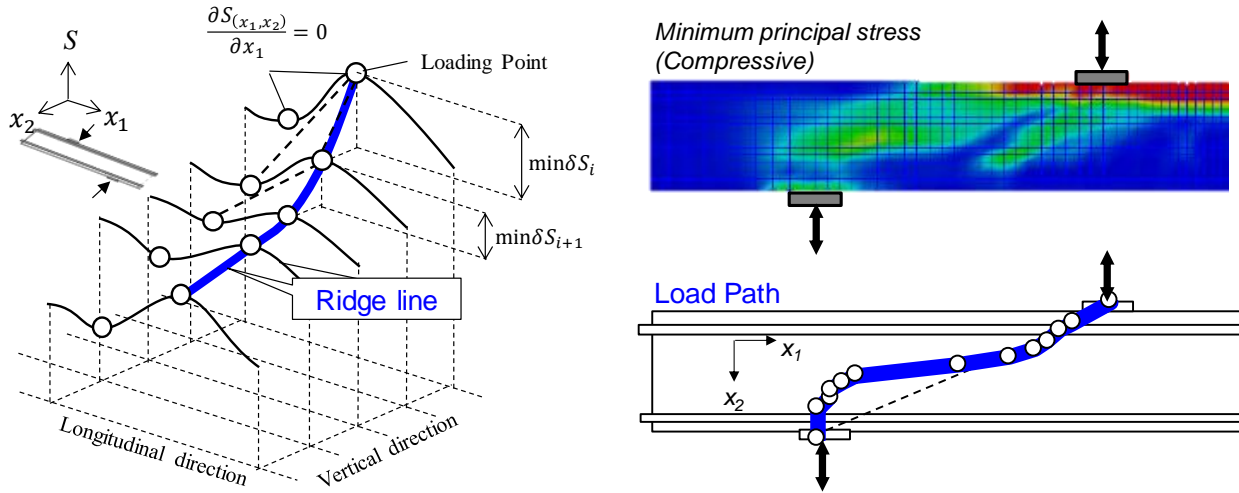 ∂S(x₁,x₂)/∂x₁ = 0
S
Loading Point
x₂
x₁
minδSᵢ
minδSᵢ₊₁
Ridge line
Longitudinal direction
Vertical direction
Minimum principal stress
(Compressive)
Load Path
x₁
x₂